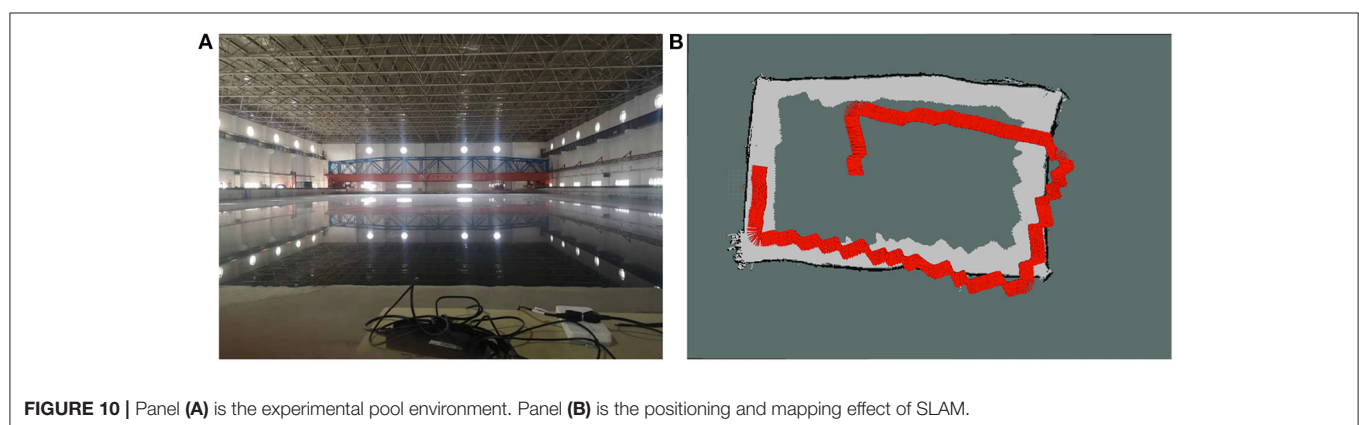 A
B
FIGURE 10 | Panel (A) is the experimental pool environment. Panel (B) is the positioning and mapping effect of SLAM.